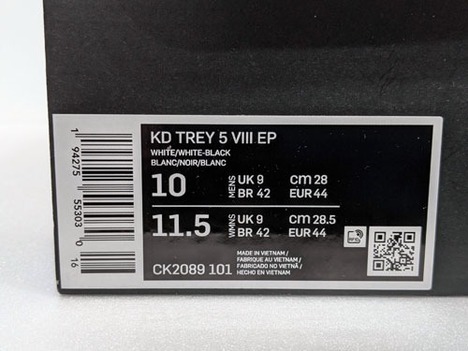 KD TREY 5 VIII EP
WHITE/WHITE-BLACK
BLANC/NOIR/BLANC
10 MENS UK 9 CM 28
BR 42 EUR 44
11.5 WMNS UK 9 CM 28.5
BR 42 EUR 44
CK2089 101
MADE IN VIETNAM /
FABRIQUE AU VIETNAM /
FABRICADO NO VIETNÃ /
HECHO EN VIETNAM
RFID
1 94275 55303 0 16